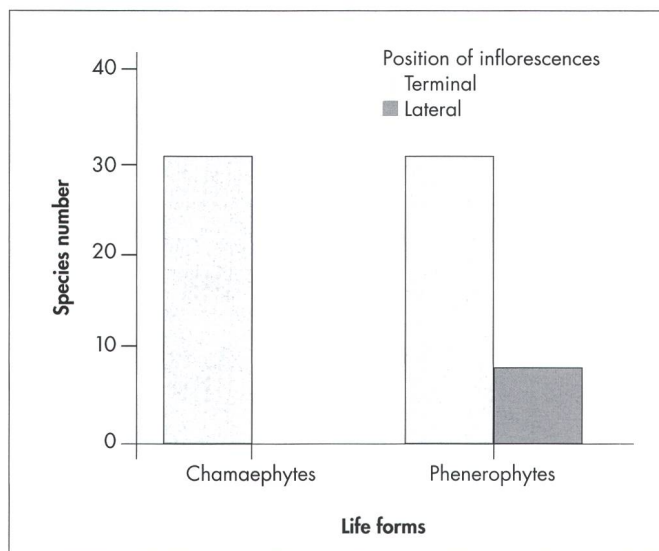 Position of inflorescences
Terminal
Lateral
40
30
20
10
0
Species number
Chamaephytes
Phenerophytes
Life forms